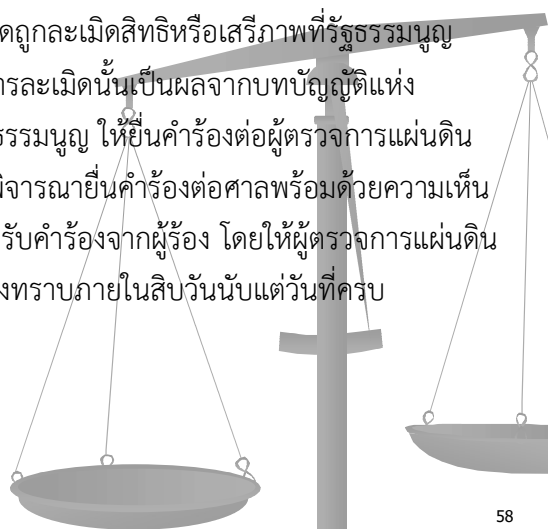 ดถูกละเมิดสิทธิหรือเสรีภาพที่รัฐธรรมนูญ
ารละเมิดนั้นเป็นผลจากบทบัญญัติแห่ง
ธรรมนูญ ให้ยื่นคำร้องต่อผู้ตรวจการแผ่นดิน
พิจารณายื่นคำร้องต่อศาลพร้อมด้วยความเห็น
รับคำร้องจากผู้ร้อง โดยให้ผู้ตรวจการแผ่นดิน
งทราบภายในสิบวันนับแต่วันที่ครบ
58